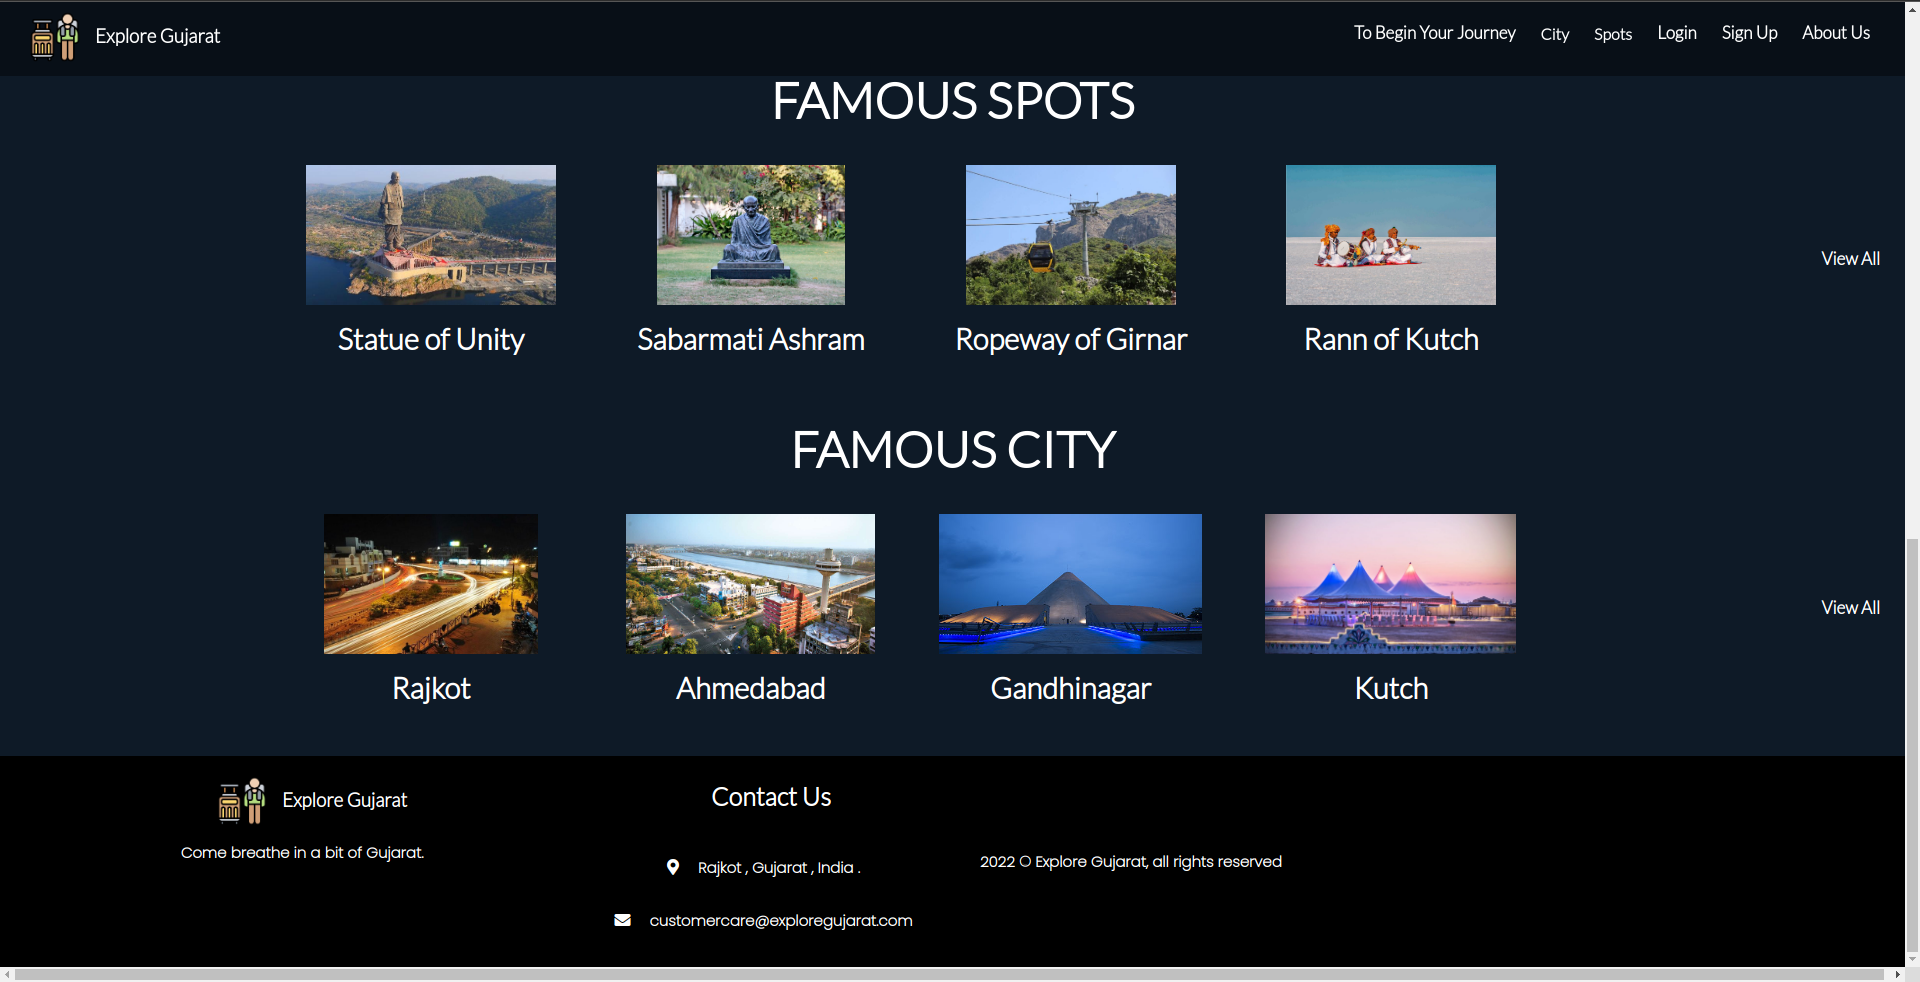 Explore Gujarat
To Begin Your Journey City Spots Login Sign Up About Us
FAMOUS SPOTS
Statue of Unity
Sabarmati Ashram
Ropeway of Girnar
Rann of Kutch
View All
FAMOUS CITY
Rajkot
Ahmedabad
Gandhinagar
Kutch
View All
Explore Gujarat
Come breathe in a bit of Gujarat.
Contact Us
Rajkot , Gujarat , India .
customercare@exploregujarat.com
2022 O Explore Gujarat, all rights reserved